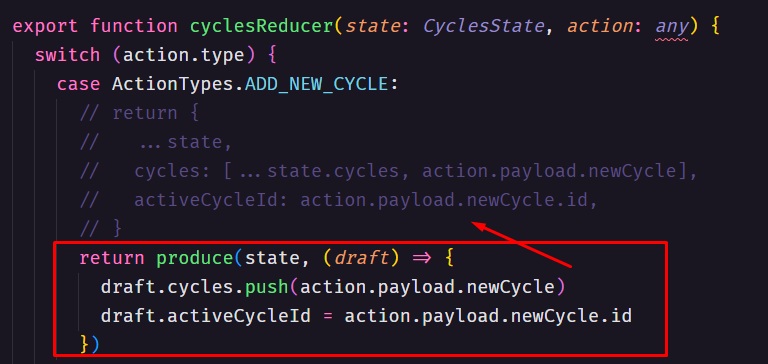 export function cyclesReducer(state: CyclesState, action: any) {
switch (action.type) {
case ActionTypes.ADD_NEW_CYCLE:
// return {
//   ...state,
//   cycles: [...state.cycles, action.payload.newCycle],
//   activeCycleId: action.payload.newCycle.id,
// }
return produce(state, (draft) => {
draft.cycles.push(action.payload.newCycle)
draft.activeCycleId = action.payload.newCycle.id
})